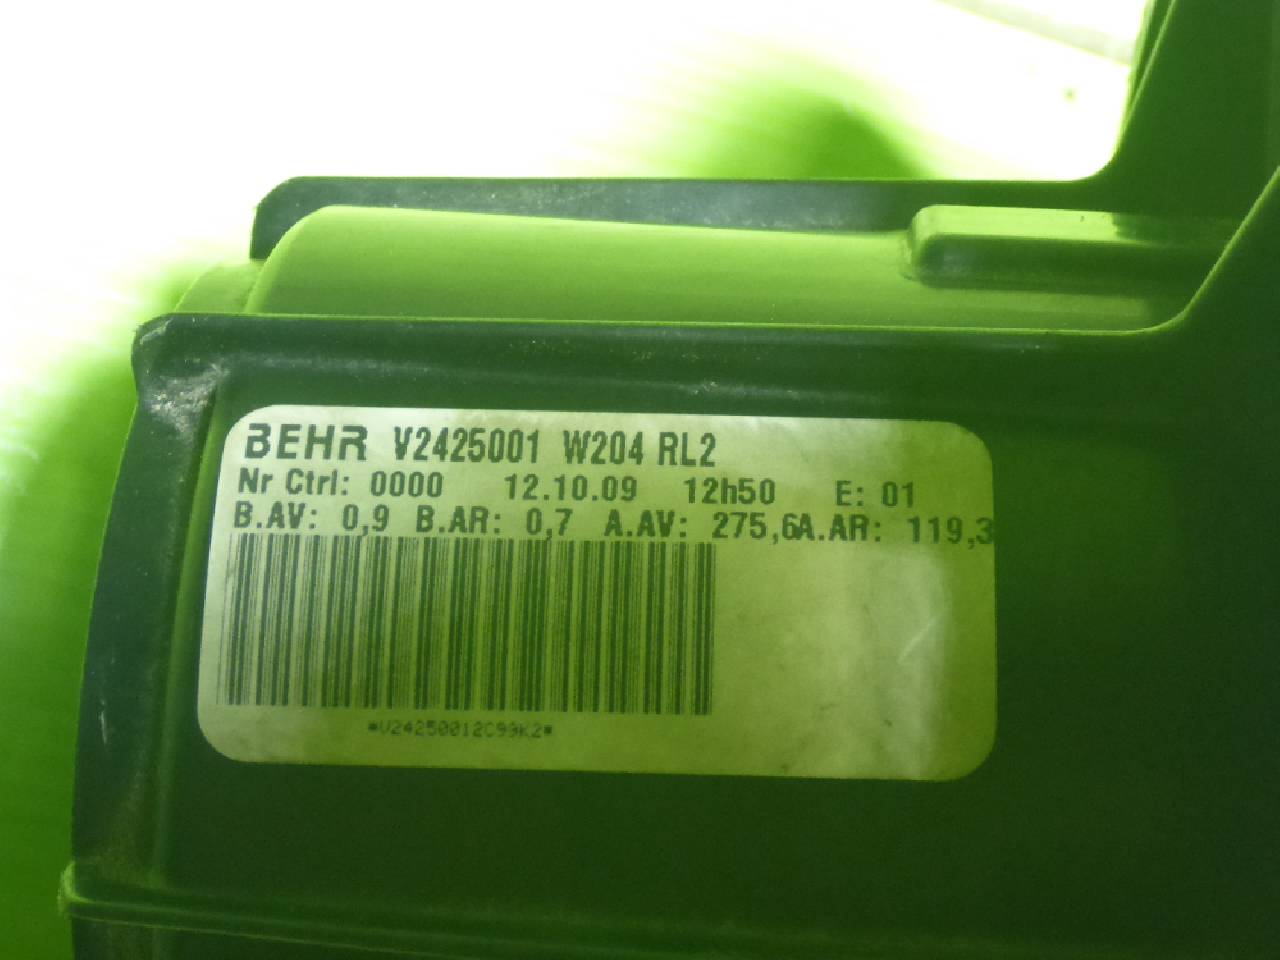 BEHR V2425001 W204 RL2
Nr Ctrl: 0000 12.10.09 12h50 E: 01
B.AV: 0,9 B.AR: 0,7 A.AV: 275,6A.AR: 119,3
*V24250012C99K2*